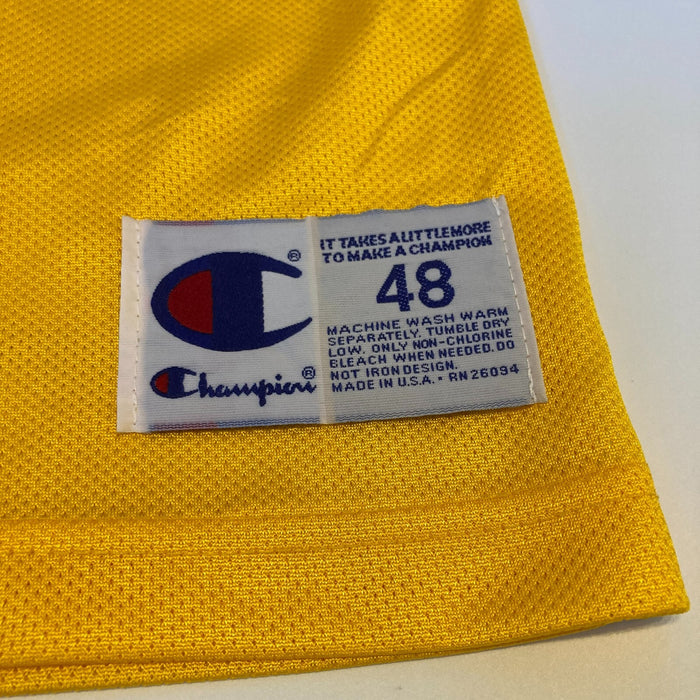 ®
Champion®
IT TAKES A LITTLE MORE
TO MAKE A CHAMPION
48
MACHINE WASH WARM
SEPARATELY. TUMBLE DRY
LOW. ONLY NON-CHLORINE
BLEACH WHEN NEEDED. DO
NOT IRON DESIGN.
MADE IN U.S.A. • RN 26094